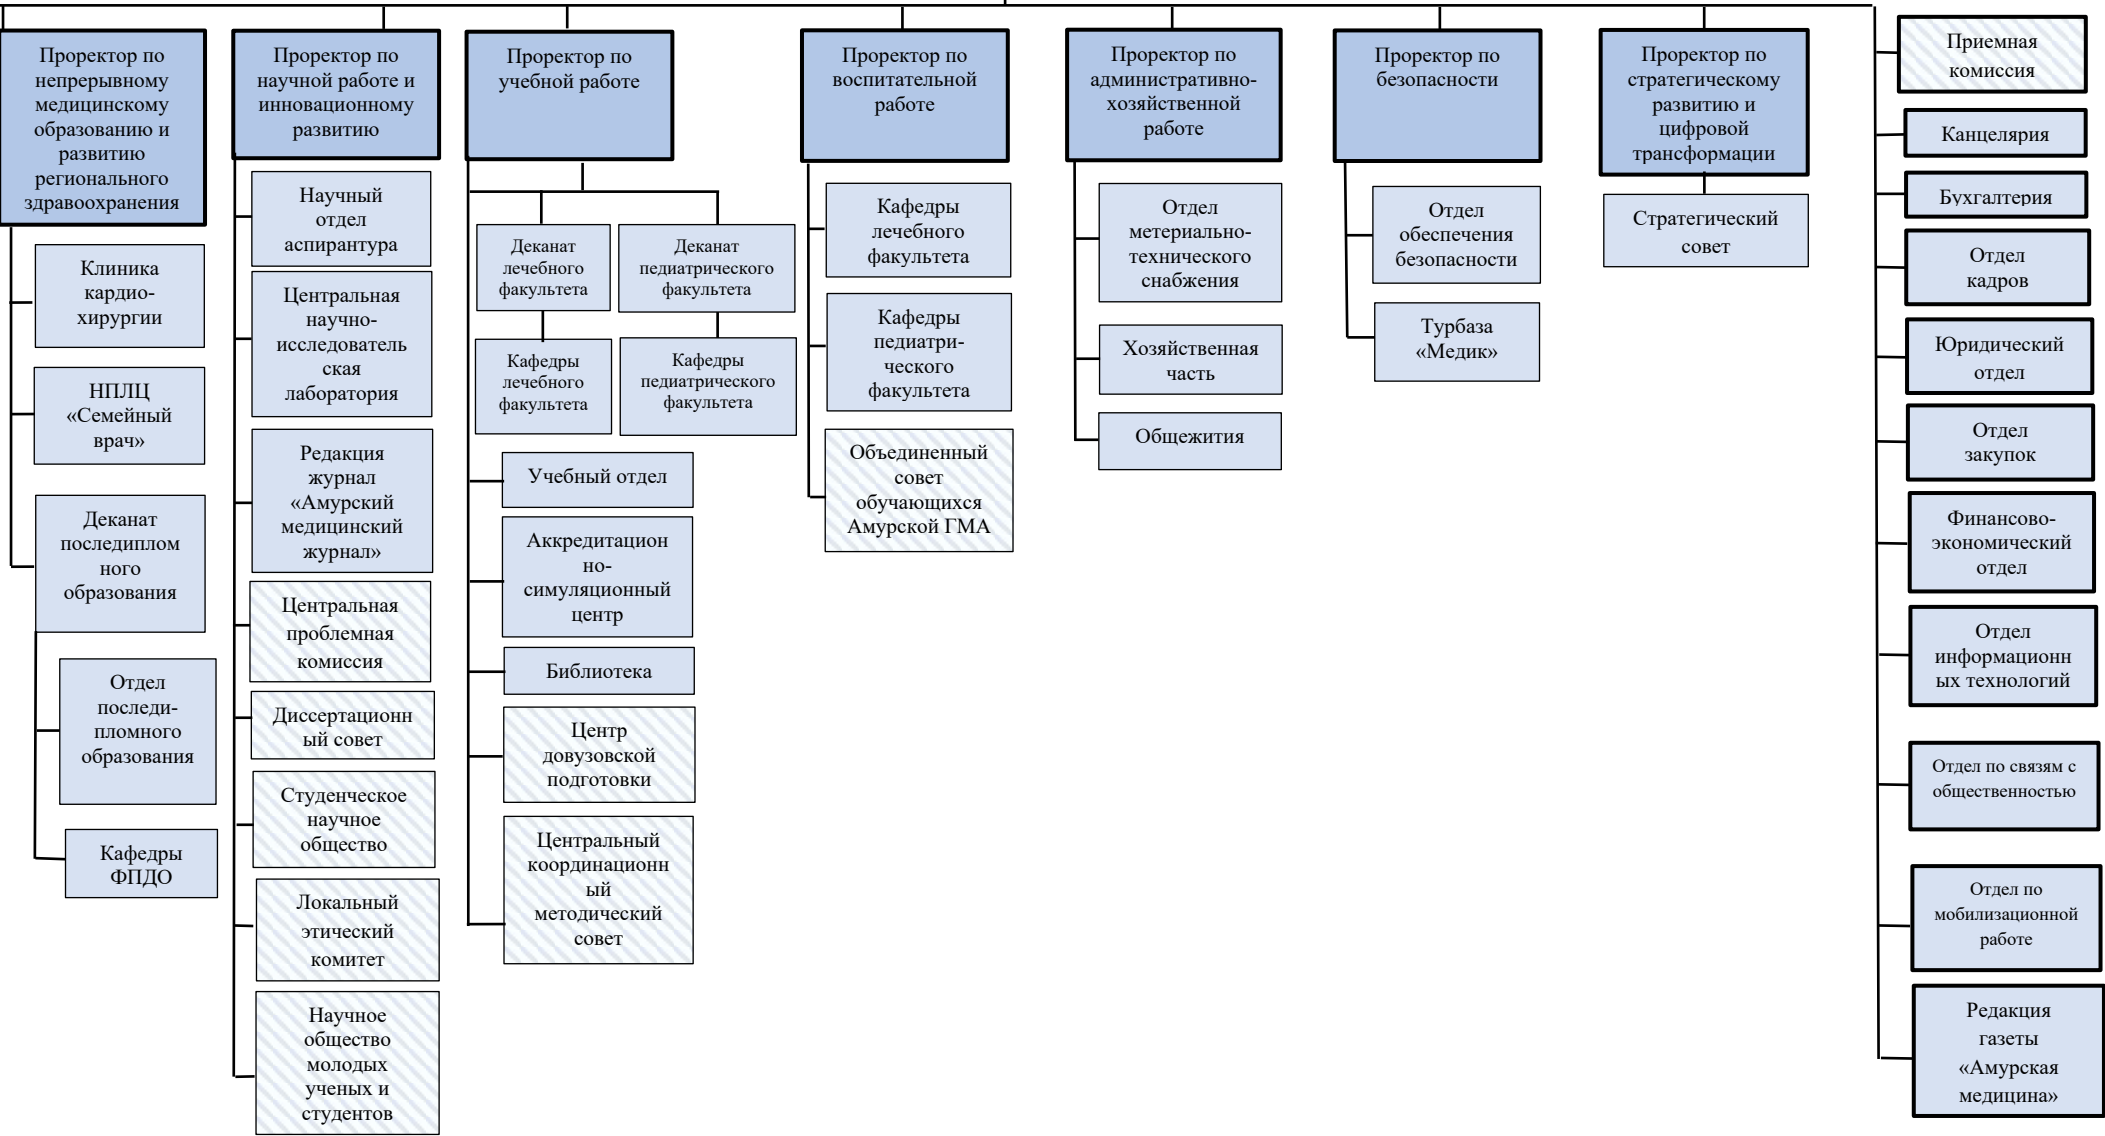 Проректор по
непрерывному
медицинскому
образованию и
развитию
регионального
здравоохранения
Клиника
кардио-
хирургии
НПЛЦ
«Семейный
врач»
Деканат
последиплом
ного
образования
Отдел
последи-
пломного
образования
Кафедры
ФПДО
Проректор по
научной работе и
инновационному
развитию
Научный
отдел
аспирантура
Центральная
научно-
исследователь
ская
лаборатория
Редакция
журнал
«Амурский
медицинский
журнал»
Центральная
проблемная
комиссия
Диссертационн
ый совет
Студенческое
научное
общество
Локальный
этический
комитет
Научное
общество
молодых
ученых и
студентов
Проректор по
учебной работе
Деканат
лечебного
факультета
Деканат
педиатрического
факультета
Кафедры
лечебного
факультета
Кафедры
педиатрического
факультета
Учебный отдел
Аккредитацион
но-
симуляционный
центр
Библиотека
Центр
довузовской
подготовки
Центральный
координационн
ый
методический
совет
Проректор по
воспитательной
работе
Кафедры
лечебного
факультета
Кафедры
педиатри-
ческого
факультета
Объединенный
совет
обучающихся
Амурской ГМА
Проректор по
административно-
хозяйственной
работе
Отдел
метериально-
технического
снабжения
Хозяйственная
часть
Общежития
Проректор по
безопасности
Отдел
обеспечения
безопасности
Турбаза
«Медик»
Проректор по
стратегическому
развитию и
цифровой
трансформации
Стратегический
совет
Приемная
комиссия
Канцелярия
Бухгалтерия
Отдел
кадров
Юридический
отдел
Отдел
закупок
Финансово-
экономический
отдел
Отдел
информационн
ых технологий
Отдел по связям с
общественностью
Отдел по
мобилизационной
работе
Редакция
газеты
«Амурская
медицина»